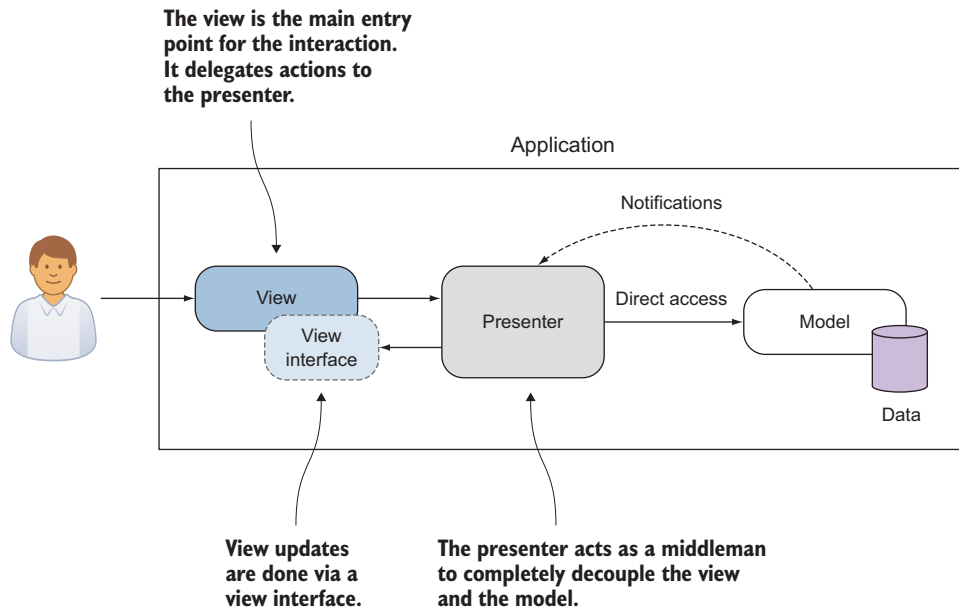 The view is the main entry
point for the interaction.
It delegates actions to
the presenter.
Application
Notifications
View
View
interface
Presenter
Direct access
Model
Data
View updates
are done via a
view interface.
The presenter acts as a middleman
to completely decouple the view
and the model.